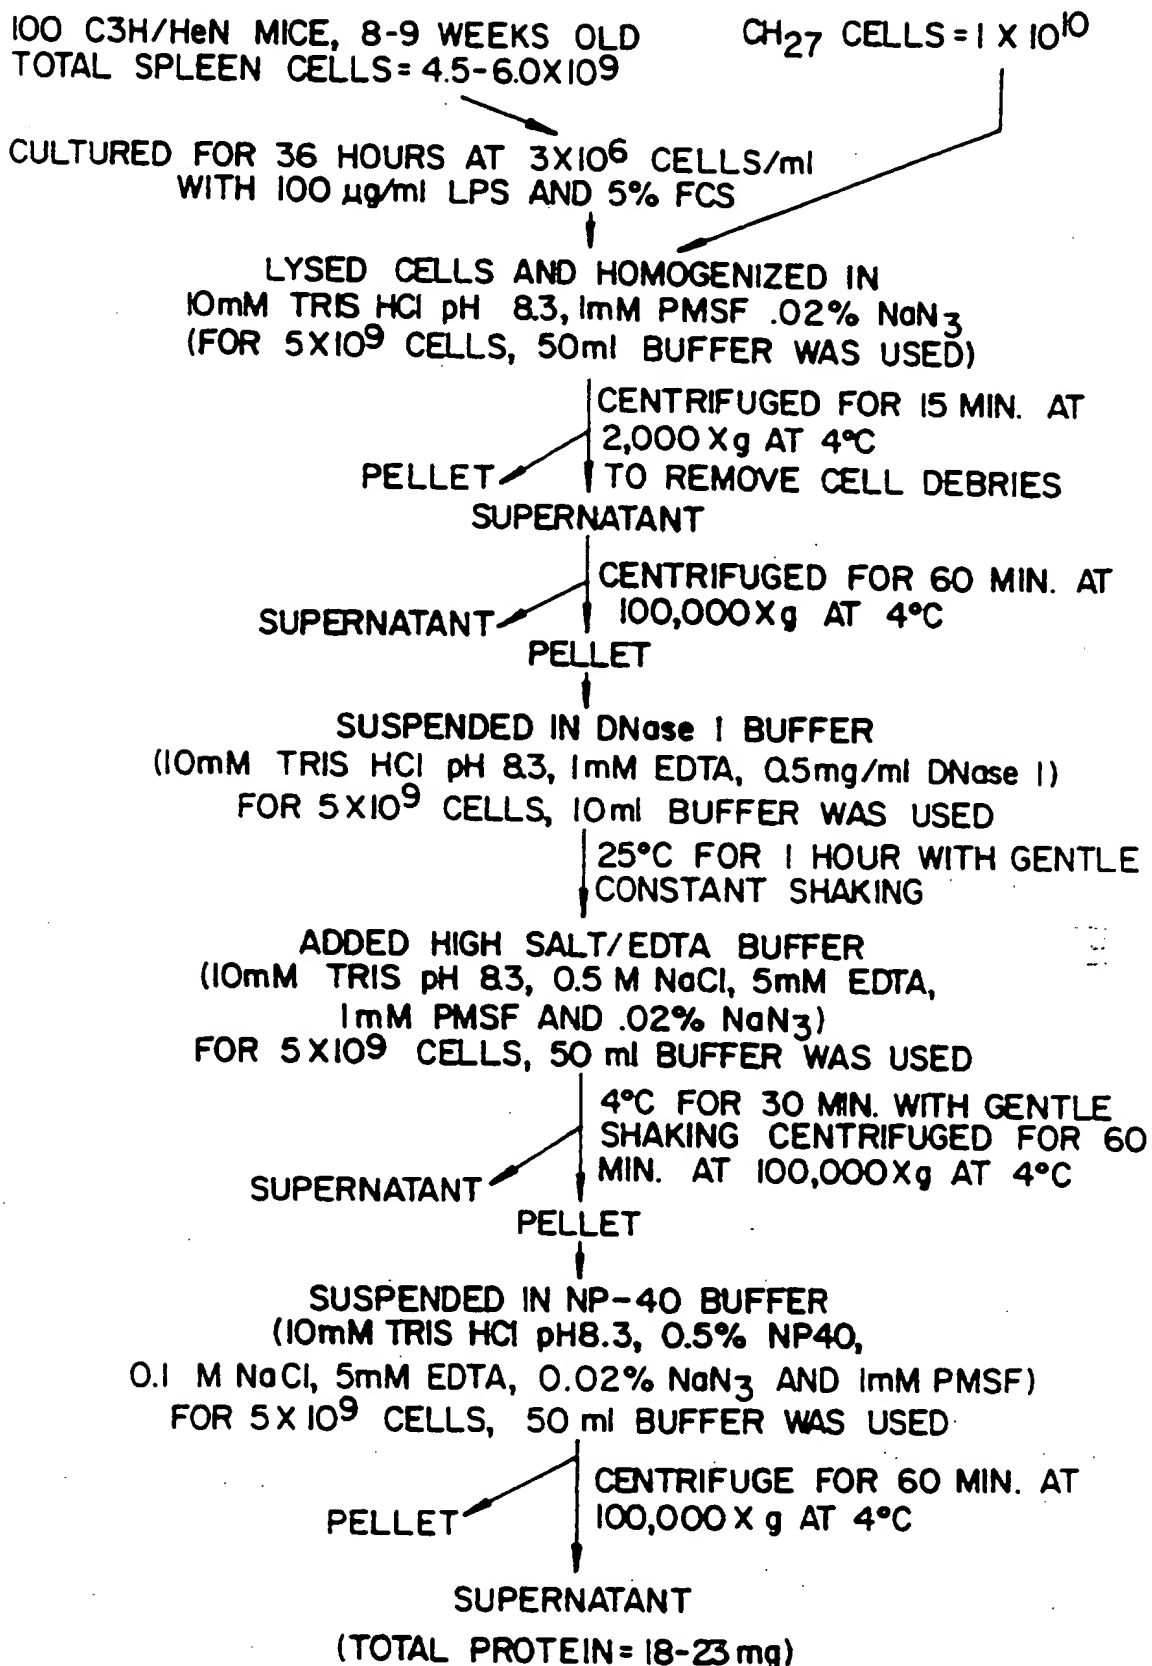 100 C3H/HeN MICE, 8-9 WEEKS OLD
TOTAL SPLEEN CELLS=4.5-6.0X10⁹
CH₂₇ CELLS=1 X 10¹⁰
CULTURED FOR 36 HOURS AT 3X10⁶ CELLS/ml
WITH 100 µg/ml LPS AND 5% FCS
LYSED CELLS AND HOMOGENIZED IN
10mM TRIS HCl pH 8.3, 1mM PMSF .02% NaN₃
(FOR 5X10⁹ CELLS, 50ml BUFFER WAS USED)
CENTRIFUGED FOR 15 MIN. AT
2,000 Xg AT 4°C
TO REMOVE CELL DEBRIES
PELLET
SUPERNATANT
CENTRIFUGED FOR 60 MIN. AT
100,000Xg AT 4°C
SUPERNATANT
PELLET
SUSPENDED IN DNase I BUFFER
(10mM TRIS HCl pH 8.3, 1mM EDTA, 0.5mg/ml DNase I)
FOR 5X10⁹ CELLS, 10ml BUFFER WAS USED
25°C FOR 1 HOUR WITH GENTLE
CONSTANT SHAKING
ADDED HIGH SALT/EDTA BUFFER
(10mM TRIS pH 8.3, 0.5 M NaCl, 5mM EDTA,
1mM PMSF AND .02% NaN₃)
FOR 5X10⁹ CELLS, 50 ml BUFFER WAS USED
4°C FOR 30 MIN. WITH GENTLE
SHAKING CENTRIFUGED FOR 60
MIN. AT 100,000Xg AT 4°C
SUPERNATANT
PELLET
SUSPENDED IN NP-40 BUFFER
(10mM TRIS HCl pH8.3, 0.5% NP40,
0.1 M NaCl, 5mM EDTA, 0.02% NaN₃ AND 1mM PMSF)
FOR 5 X 10⁹ CELLS, 50 ml BUFFER WAS USED
CENTRIFUGE FOR 60 MIN. AT
100,000 X g AT 4°C
PELLET
SUPERNATANT
(TOTAL PROTEIN = 18-23 mg)